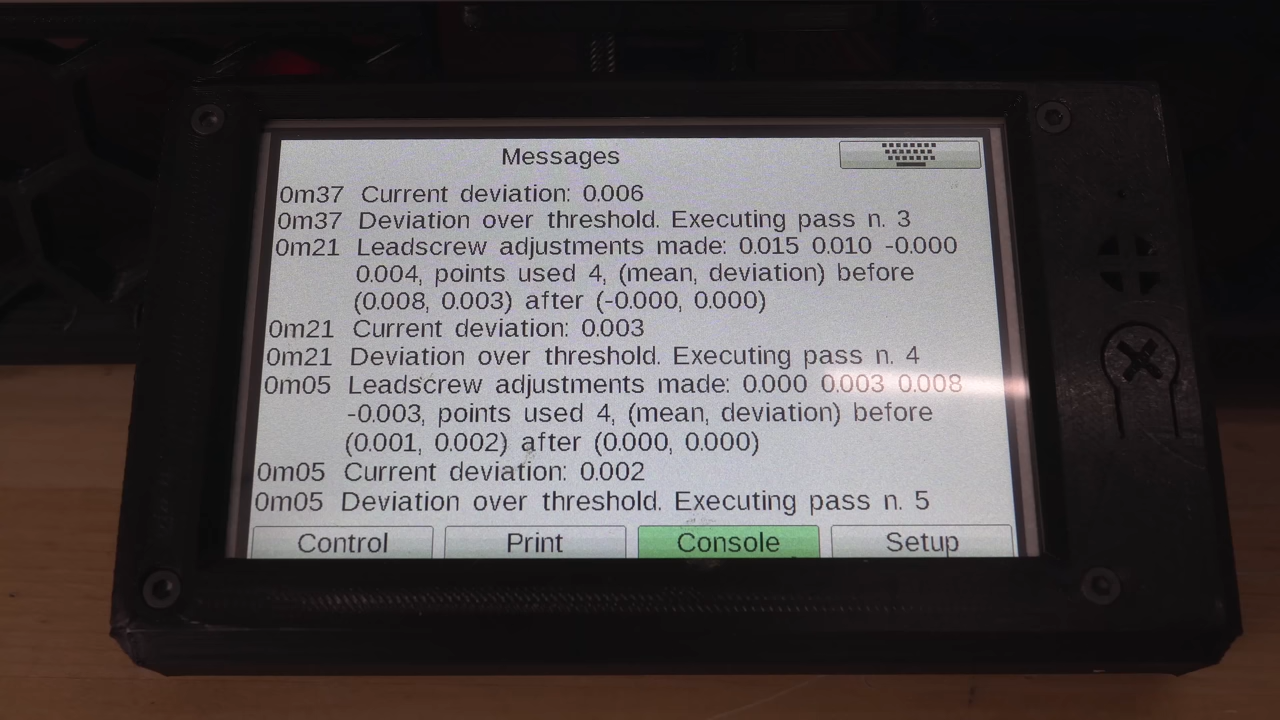 Messages
0m37 Current deviation: 0.006
0m37 Deviation over threshold. Executing pass n. 3
0m21 Leadscrew adjustments made: 0.015 0.010 -0.000
0.004, points used 4, (mean, deviation) before
(0.008, 0.003) after (-0.000, 0.000)
0m21 Current deviation: 0.003
0m21 Deviation over threshold. Executing pass n. 4
0m05 Leadscrew adjustments made: 0.000 0.003 0.008
-0.003, points used 4, (mean, deviation) before
(0.001, 0.002) after (0.000, 0.000)
0m05 Current deviation: 0.002
0m05 Deviation over threshold. Executing pass n. 5
Control Print Console Setup